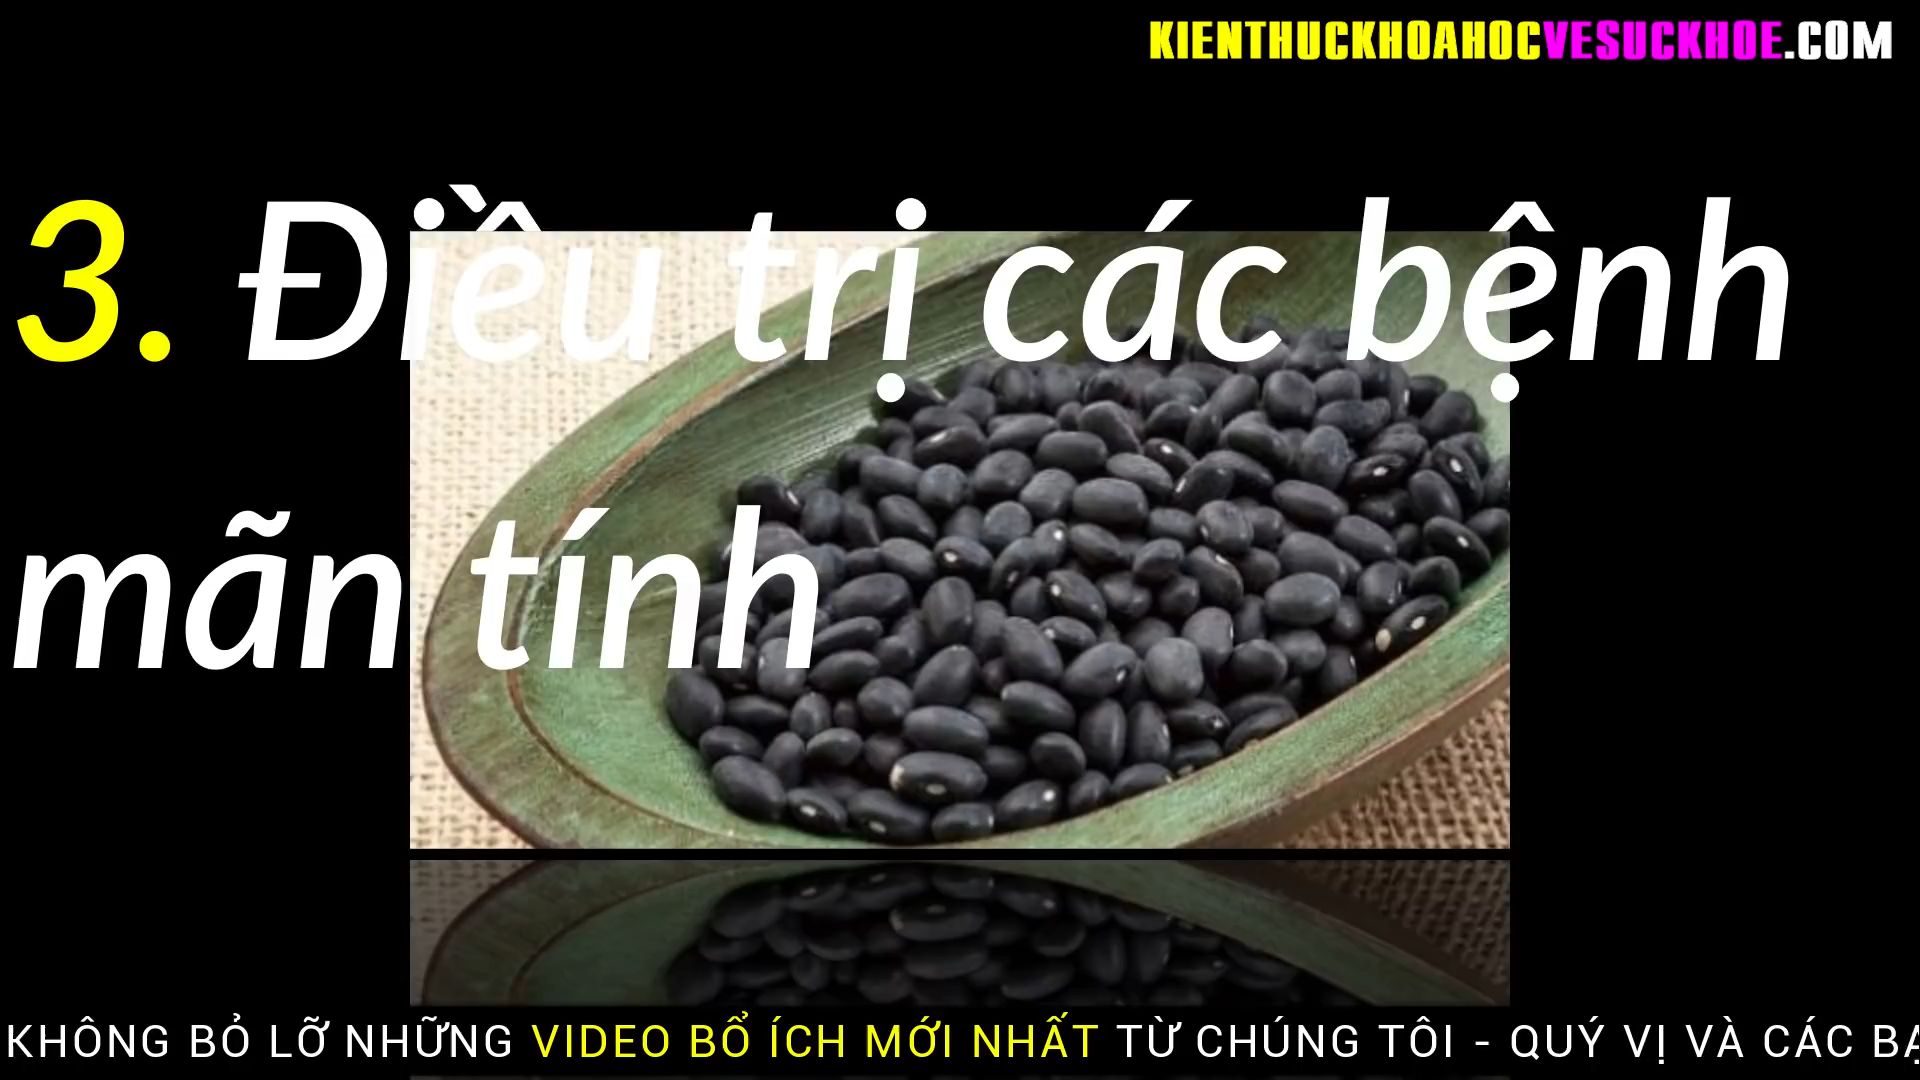 KIENTHUCKHOAHOCVESUCKHOE.COM
3. Điều trị các bệnh
mãn tính
KHÔNG BỎ LỠ NHỮNG VIDEO BỔ ÍCH MỚI NHẤT TỪ CHÚNG TÔI - QUÝ VỊ VÀ CÁC